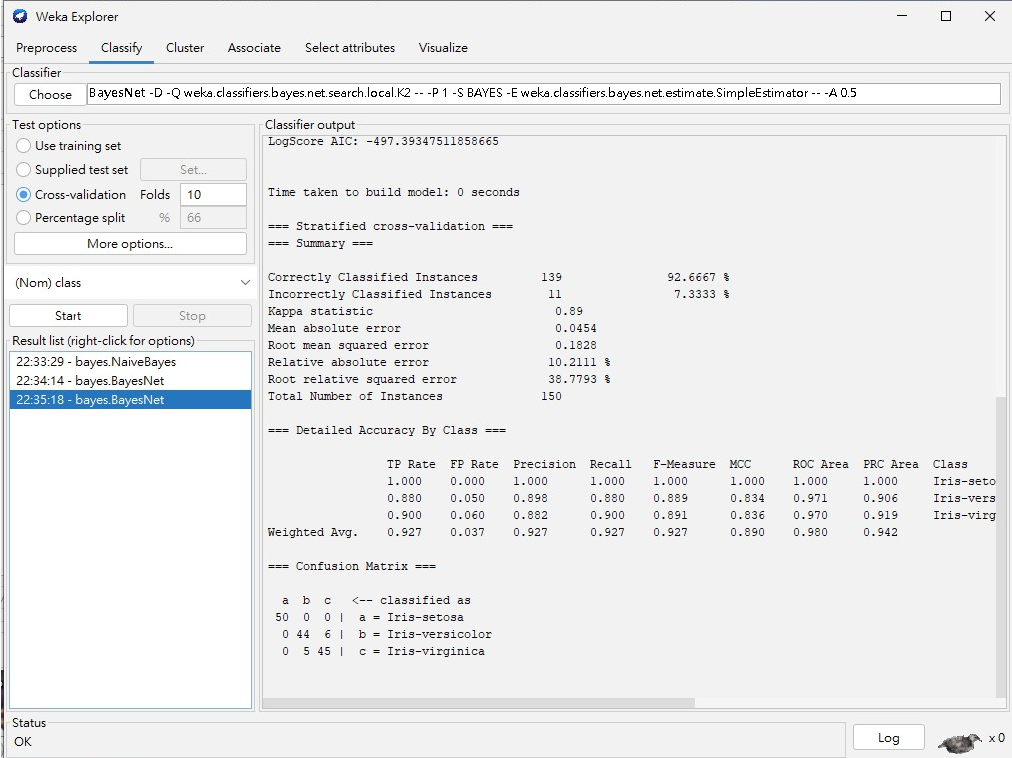 Weka Explorer
Preprocess Classify Cluster Associate Select attributes Visualize
Classifier
Choose BayesNet -D -Q weka.classifiers.bayes.net.search.local.K2 -- -P 1 -S BAYES -E weka.classifiers.bayes.net.estimate.SimpleEstimator -- -A 0.5
Test options
Use training set
Supplied test set Set...
Cross-validation Folds 10
Percentage split % 66
More options...
(Nom) class
Start Stop
Result list (right-click for options)
22:33:29 - bayes.NaiveBayes
22:34:14 - bayes.BayesNet
22:35:18 - bayes.BayesNet
Classifier output
LogScore AIC: -497.39347511858665
Time taken to build model: 0 seconds
=== Stratified cross-validation ===
=== Summary ===
Correctly Classified Instances 139 92.6667 %
Incorrectly Classified Instances 11 7.3333 %
Kappa statistic 0.89
Mean absolute error 0.0454
Root mean squared error 0.1828
Relative absolute error 10.2111 %
Root relative squared error 38.7793 %
Total Number of Instances 150
=== Detailed Accuracy By Class ===
TP Rate FP Rate Precision Recall F-Measure MCC ROC Area PRC Area Class
1.000 0.000 1.000 1.000 1.000 1.000 1.000 1.000 Iris-seto
0.880 0.050 0.898 0.880 0.889 0.834 0.971 0.906 Iris-vers
0.900 0.060 0.882 0.900 0.891 0.836 0.970 0.919 Iris-virg
Weighted Avg. 0.927 0.037 0.927 0.927 0.927 0.890 0.980 0.942
=== Confusion Matrix ===
a b c <-- classified as
50 0 0 | a = Iris-setosa
0 44 6 | b = Iris-versicolor
0 5 45 | c = Iris-virginica
Status
OK
Log x 0